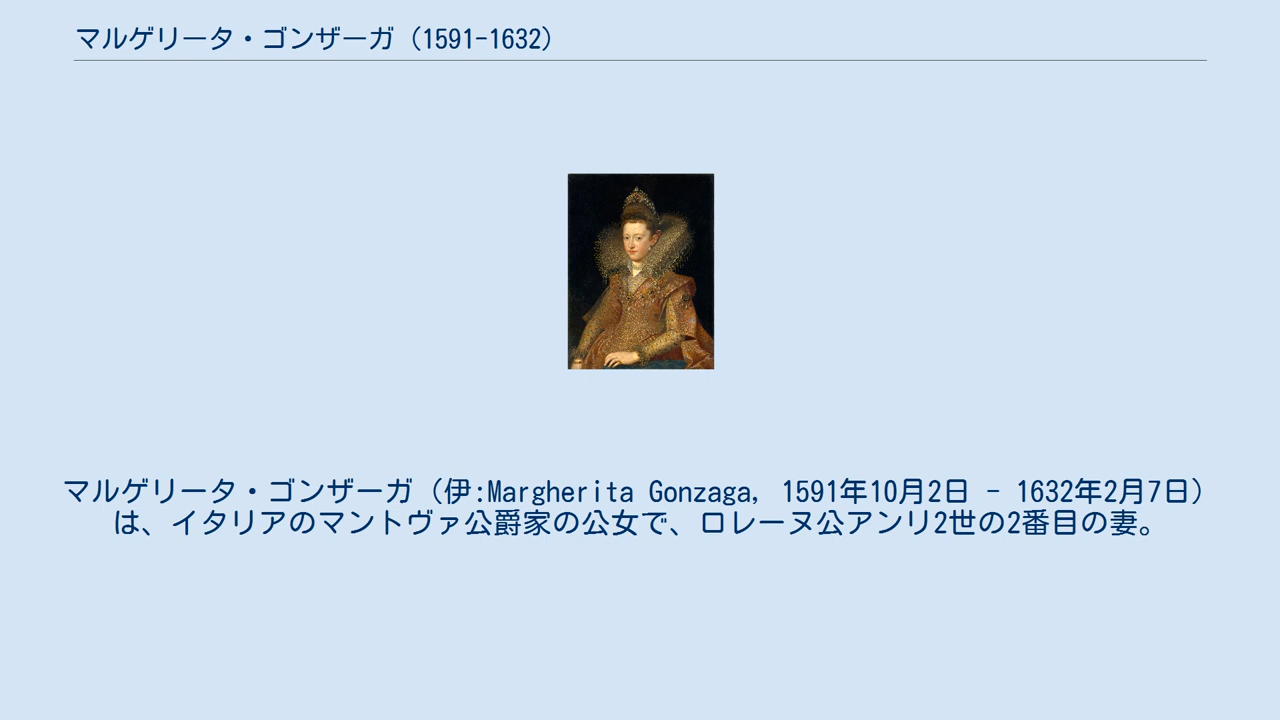 マルゲリータ・ゴンザーガ（1591-1632）
マルゲリータ・ゴンザーガ（伊:Margherita Gonzaga, 1591年10月2日 - 1632年2月7日）
は、イタリアのマントヴァ公爵家の公女で、ロレーヌ公アンリ2世の2番目の妻。